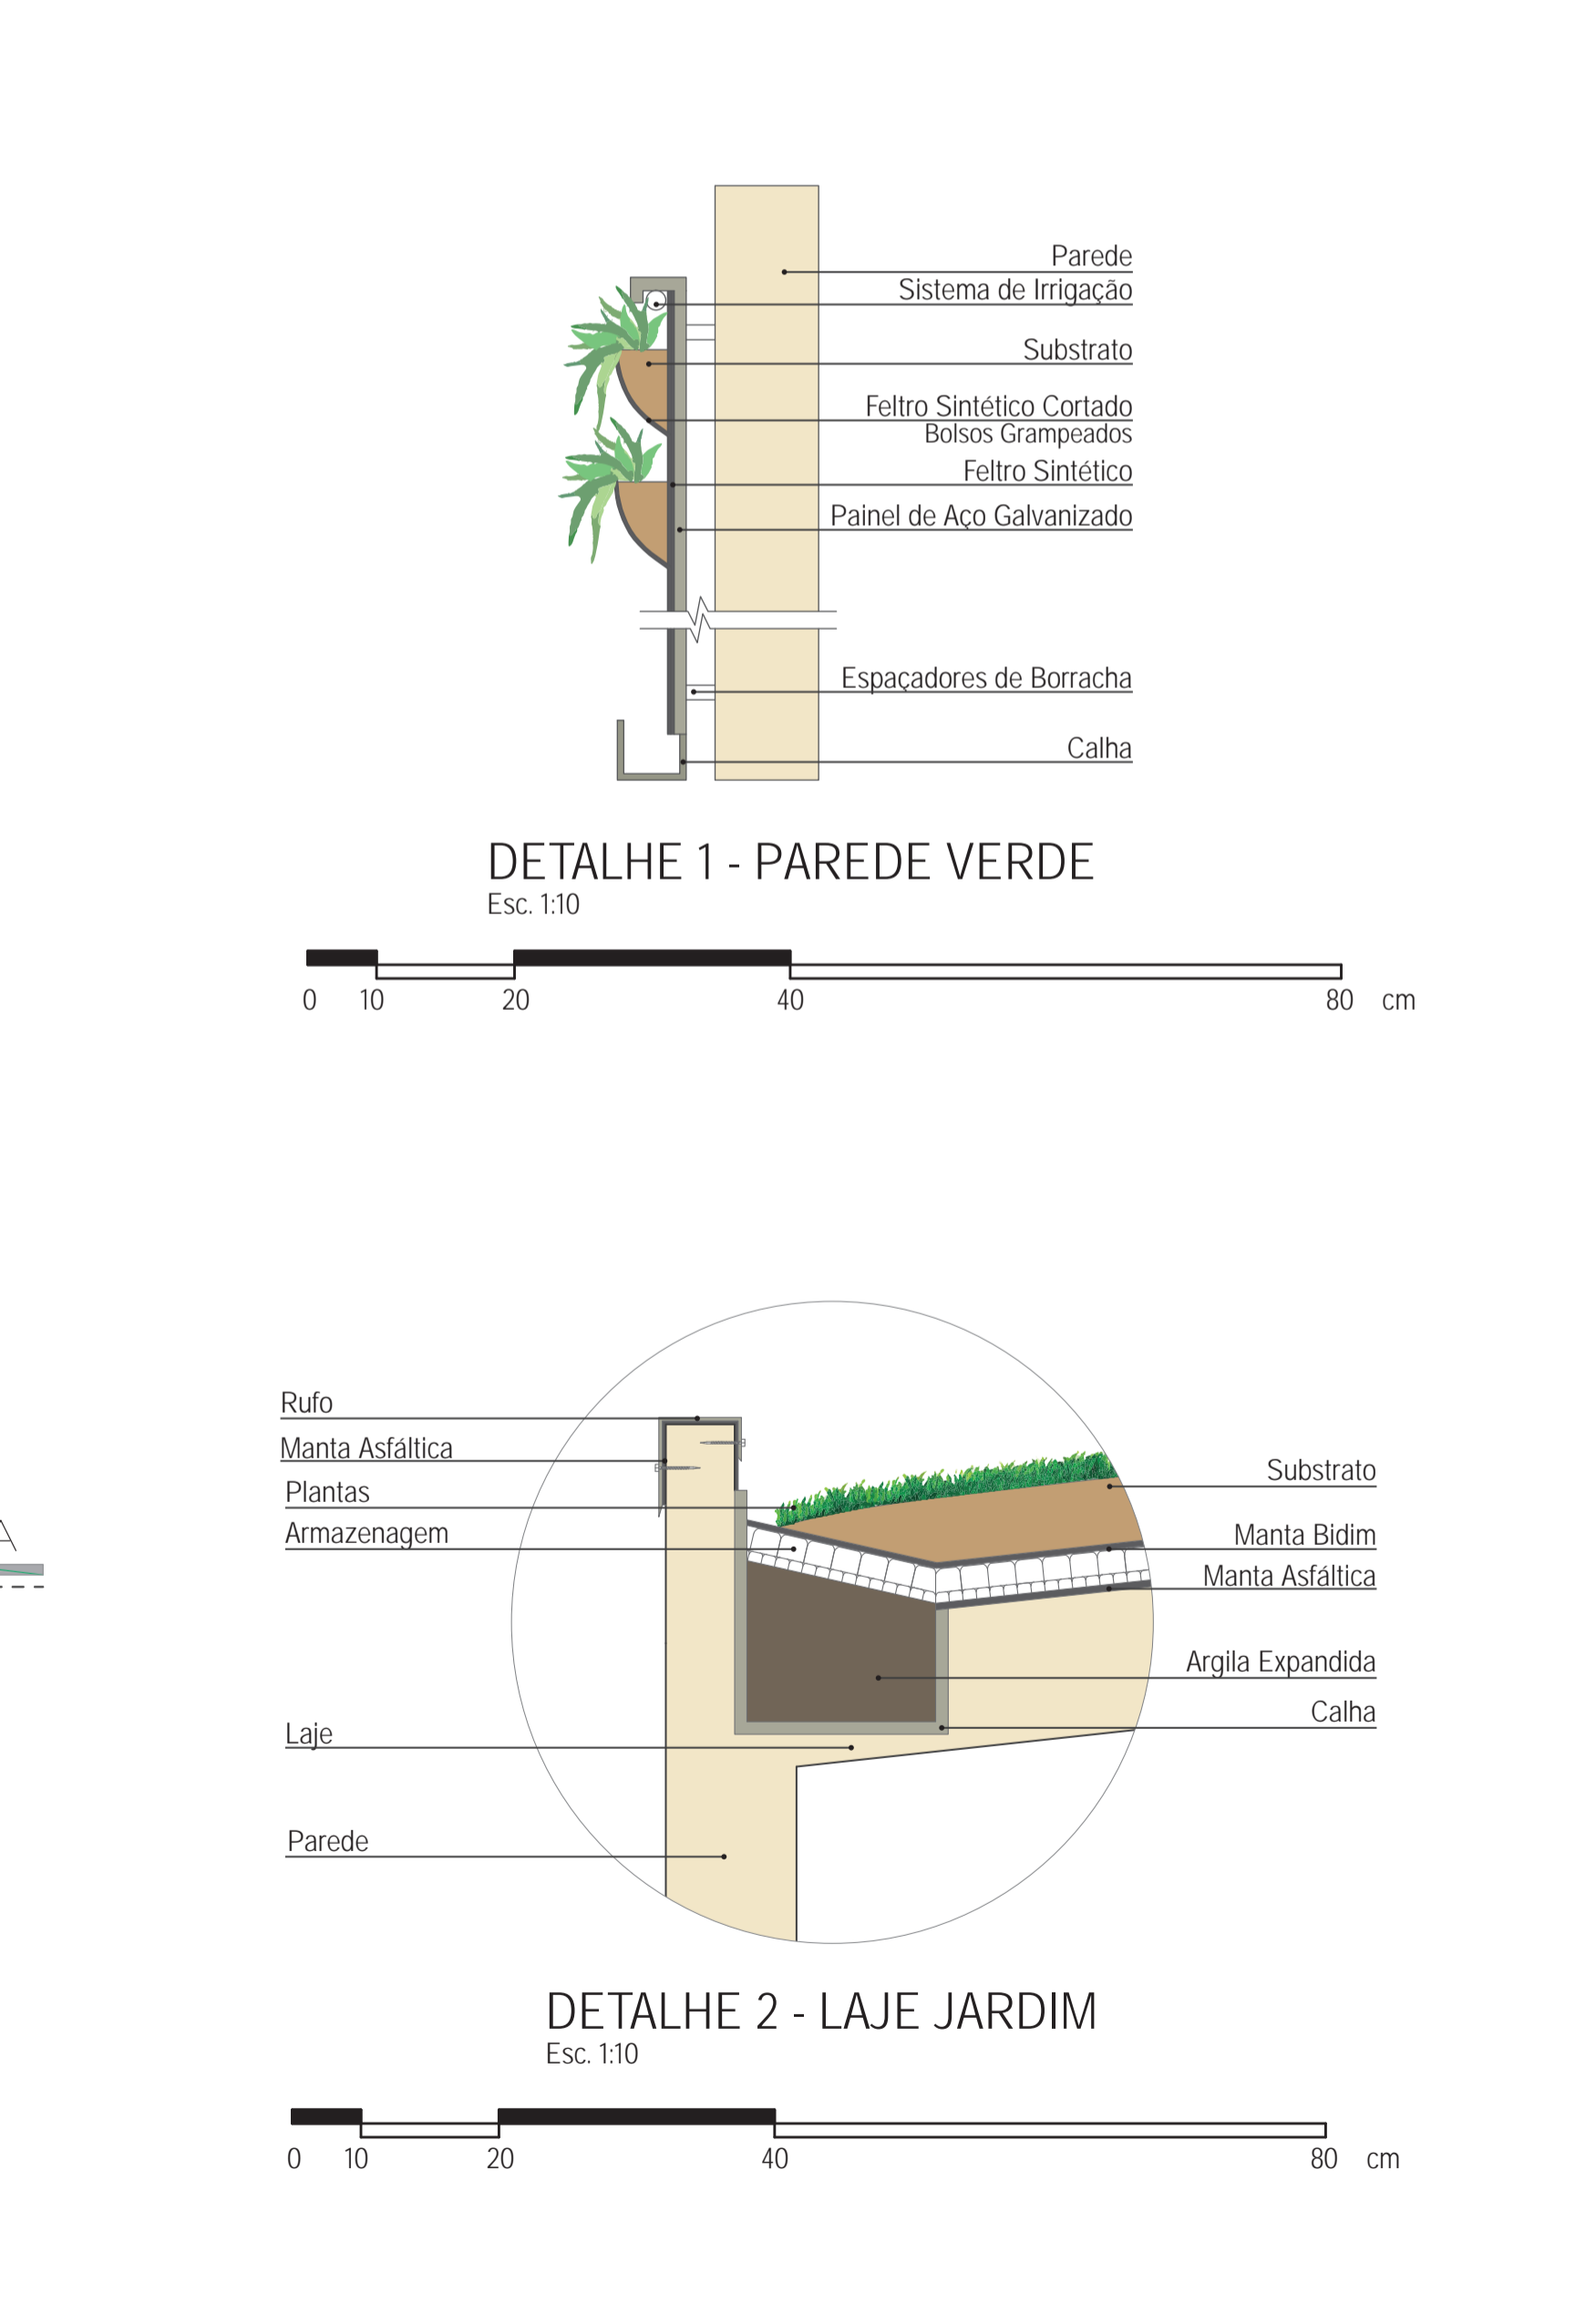 Parede
Sistema de Irrigação
Substrato
Feltro Sintético Cortado
Bolsos Grampeados
Feltro Sintético
Painel de Aço Galvanizado
Espaçadores de Borracha
Calha
DETALHE 1 - PAREDE VERDE
Esc. 1:10
0 10 20 40 80 cm
Rufo
Manta Asfáltica
Plantas
Armazenagem
Laje
Parede
Substrato
Manta Bidim
Manta Asfáltica
Argila Expandida
Calha
DETALHE 2 - LAJE JARDIM
Esc. 1:10
0 10 20 40 80 cm